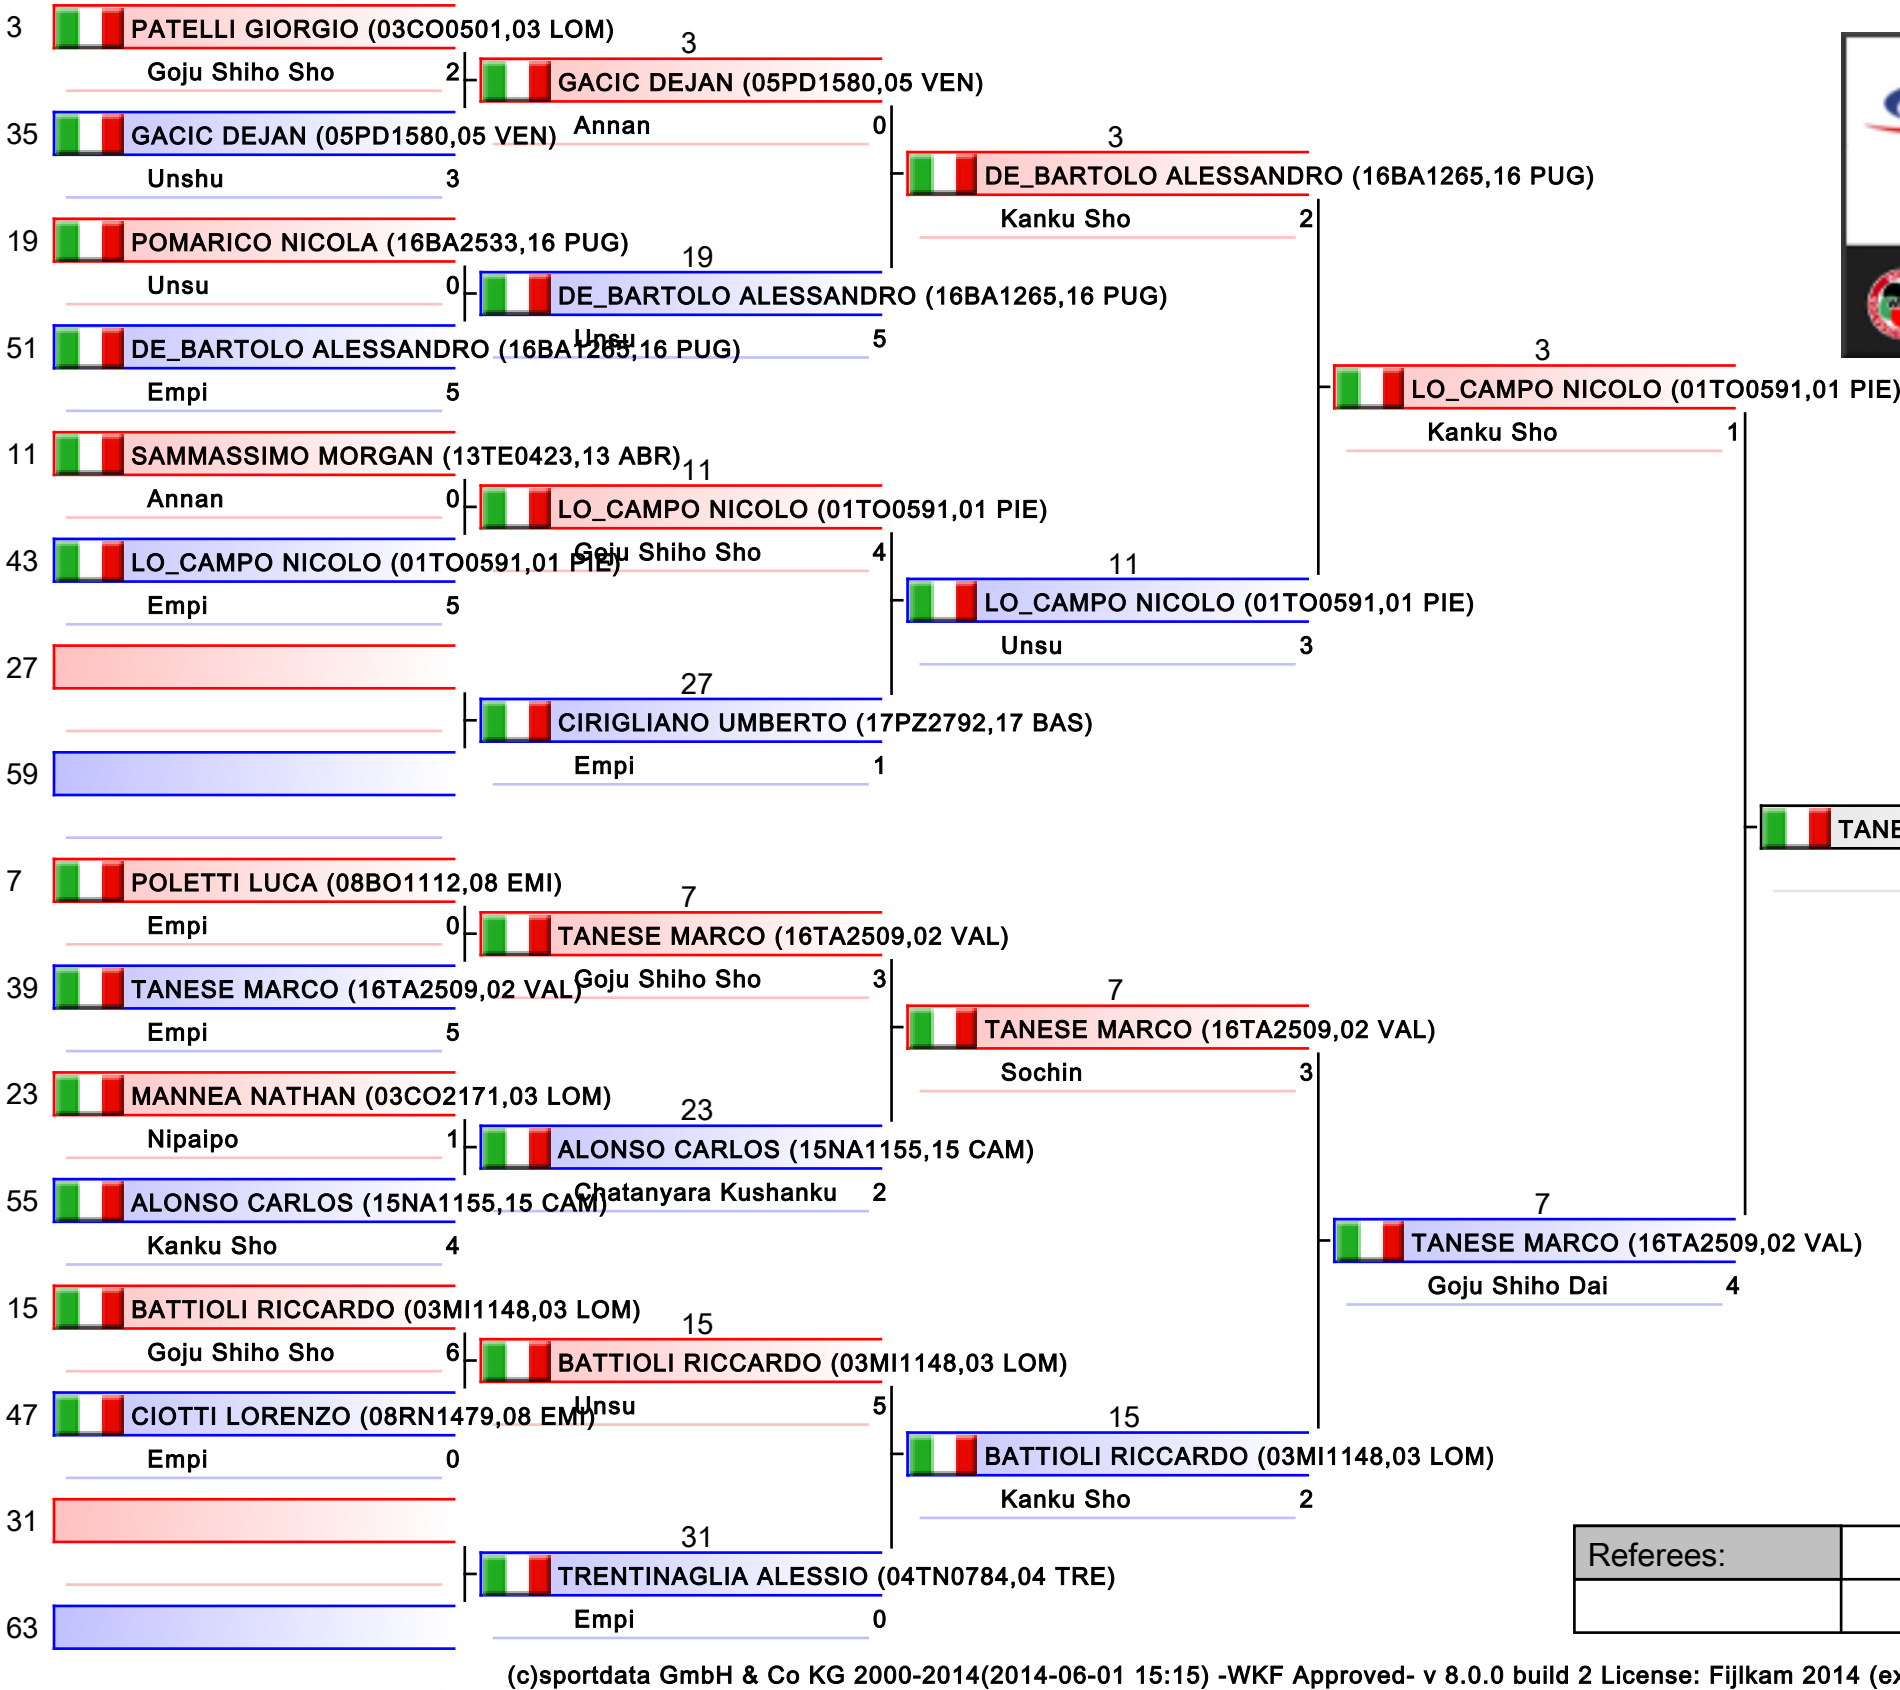 3
PATELLI GIORGIO (03CO0501,03 LOM)
Goju Shiho Sho 2
35
GACIC DEJAN (05PD1580,05 VEN)
Unshu 3
19
POMARICO NICOLA (16BA2533,16 PUG)
Unsu 0
51
DE_BARTOLO ALESSANDRO (16BA1265,16 PUG)
Empi 5
11
SAMMASSIMO MORGAN (13TE0423,13 ABR)
Annan 0
43
LO_CAMPO NICOLO (01TO0591,01 PIE)
Empi 5
27
59
7
POLETTI LUCA (08BO1112,08 EMI)
Empi 0
39
TANESE MARCO (16TA2509,02 VAL)
Empi 5
23
MANNEA NATHAN (03CO2171,03 LOM)
Nipaipo 1
55
ALONSO CARLOS (15NA1155,15 CAM)
Kanku Sho 4
15
BATTIOLI RICCARDO (03MI1148,03 LOM)
Goju Shiho Sho 6
47
CIOTTI LORENZO (08RN1479,08 EMI)
Empi 0
31
63
3
GACIC DEJAN (05PD1580,05 VEN)
Annan 0
19
DE_BARTOLO ALESSANDRO (16BA1265,16 PUG)
Unsu 5
11
LO_CAMPO NICOLO (01TO0591,01 PIE)
Goju Shiho Sho 4
27
CIRIGLIANO UMBERTO (17PZ2792,17 BAS)
Empi 1
7
TANESE MARCO (16TA2509,02 VAL)
Goju Shiho Sho 3
23
ALONSO CARLOS (15NA1155,15 CAM)
Chatanyara Kushanku 2
15
BATTIOLI RICCARDO (03MI1148,03 LOM)
Unsu 5
31
TRENTINAGLIA ALESSIO (04TN0784,04 TRE)
Empi 0
3
DE_BARTOLO ALESSANDRO (16BA1265,16 PUG)
Kanku Sho 2
11
LO_CAMPO NICOLO (01TO0591,01 PIE)
Unsu 3
7
TANESE MARCO (16TA2509,02 VAL)
Sochin 3
15
BATTIOLI RICCARDO (03MI1148,03 LOM)
Kanku Sho 2
3
LO_CAMPO NICOLO (01TO0591,01 PIE)
Kanku Sho 1
7
TANESE MARCO (16TA2509,02 VAL)
Goju Shiho Dai 4
TANE
Referees:
(c)sportdata GmbH & Co KG 2000-2014(2014-06-01 15:15) -WKF Approved- v 8.0.0 build 2 License: Fijlkam 2014 (ex